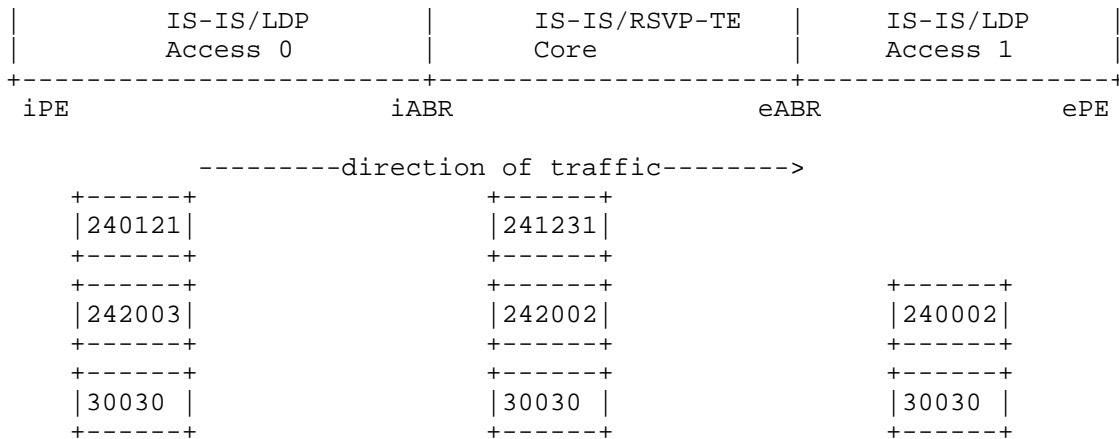 |            IS-IS/LDP            |      IS-IS/RSVP-TE      |      IS-IS/LDP      |
|            Access 0             |      Core               |      Access 1       |
+-------------------------+----------------------+-------------------+
iPE iABR eABR ePE
---------direction of traffic-------->
+------+ +------+
|240121| |241231|
+------+ +------+
+------+ +------+ +------+
|242003| |242002| |240002|
+------+ +------+ +------+
+------+ +------+ +------+
|30030 | |30030 | |30030 |
+------+ +------+ +------+